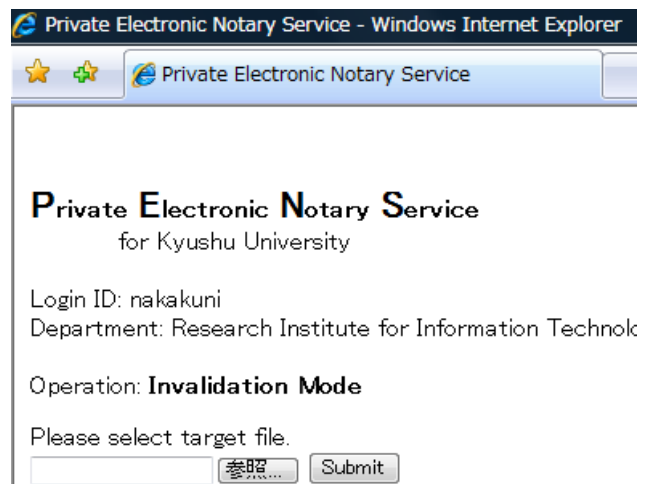 Private Electronic Notary Service - Windows Internet Explorer
Private Electronic Notary Service
Private Electronic Notary Service
for Kyushu University
Login ID: nakakuni
Department: Research Institute for Information
Operation: Invalidation Mode
Please select target file.
参照... Submit